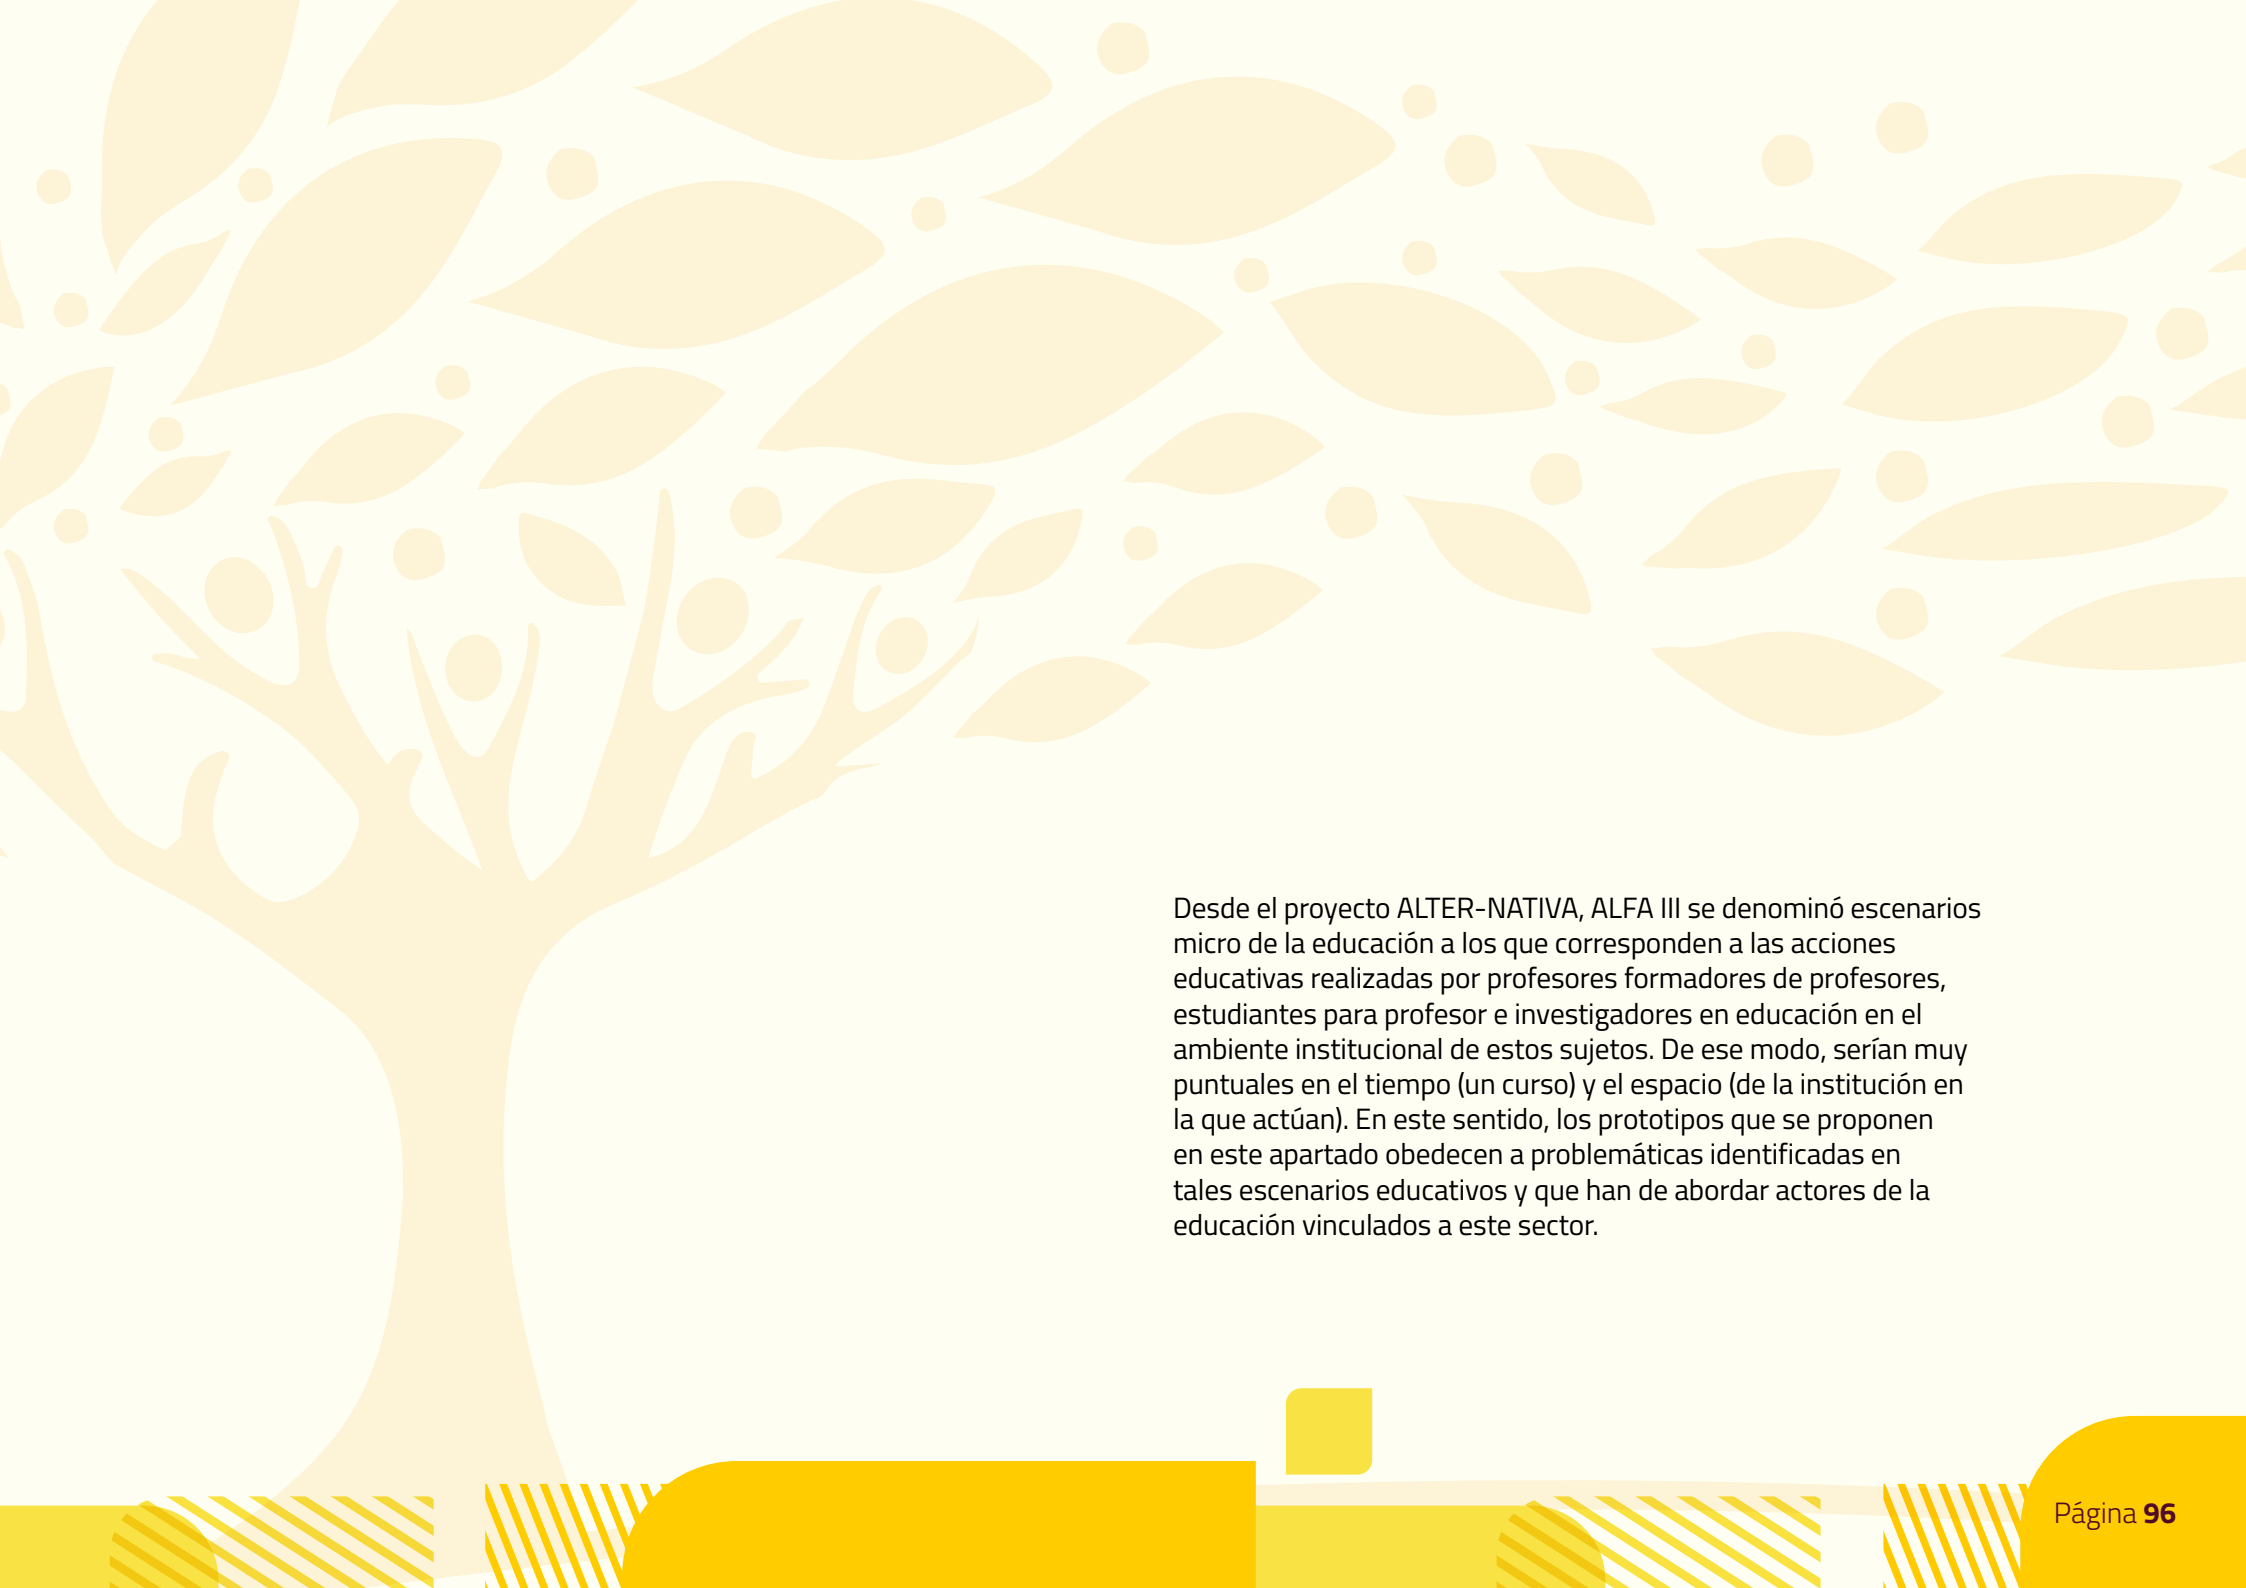 Desde el proyecto ALTER-NATIVA, ALFA III se denominó escenarios
micro de la educación a los que corresponden a las acciones
educativas realizadas por profesores formadores de profesores,
estudiantes para profesor e investigadores en educación en el
ambiente institucional de estos sujetos. De ese modo, serían muy
puntuales en el tiempo (un curso) y el espacio (de la institución en
la que actúan). En este sentido, los prototipos que se proponen
en este apartado obedecen a problemáticas identificadas en
tales escenarios educativos y que han de abordar actores de la
educación vinculados a este sector.
Página 96